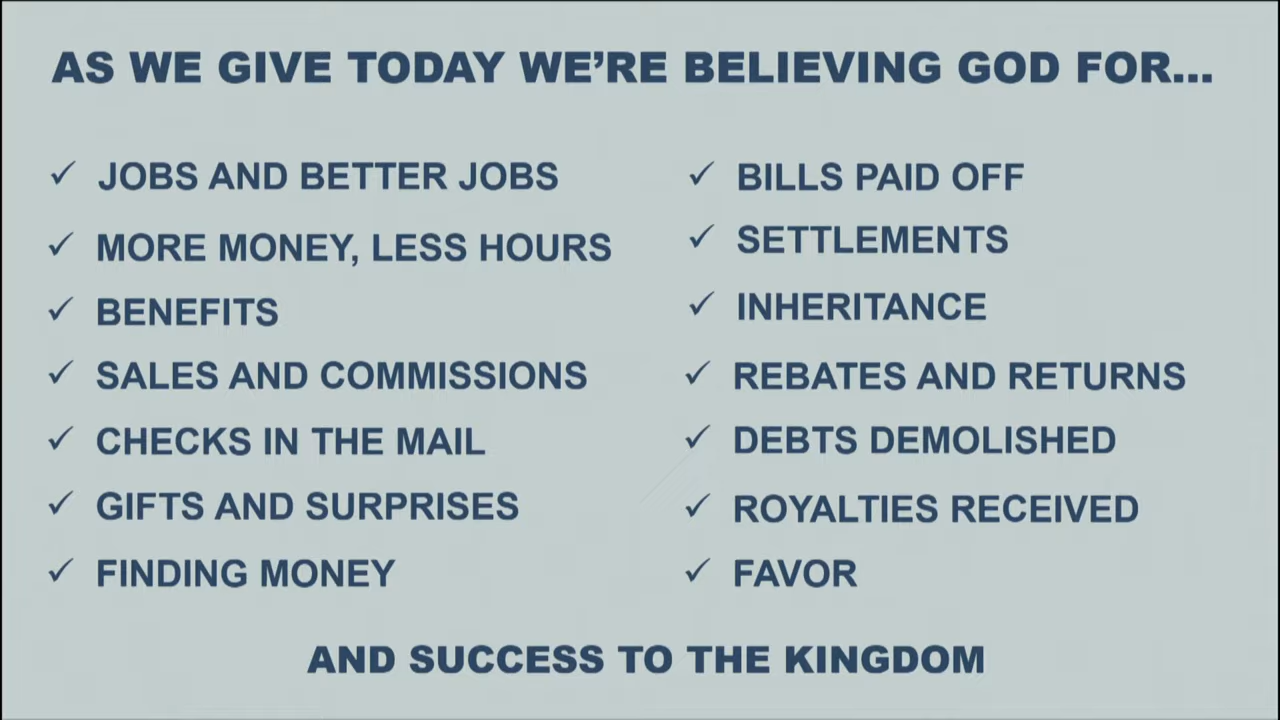 AS WE GIVE TODAY WE’RE BELIEVING GOD FOR...
✓ JOBS AND BETTER JOBS
✓ MORE MONEY, LESS HOURS
✓ BENEFITS
✓ SALES AND COMMISSIONS
✓ CHECKS IN THE MAIL
✓ GIFTS AND SURPRISES
✓ FINDING MONEY
✓ BILLS PAID OFF
✓ SETTLEMENTS
✓ INHERITANCE
✓ REBATES AND RETURNS
✓ DEBTS DEMOLISHED
✓ ROYALTIES RECEIVED
✓ FAVOR
AND SUCCESS TO THE KINGDOM